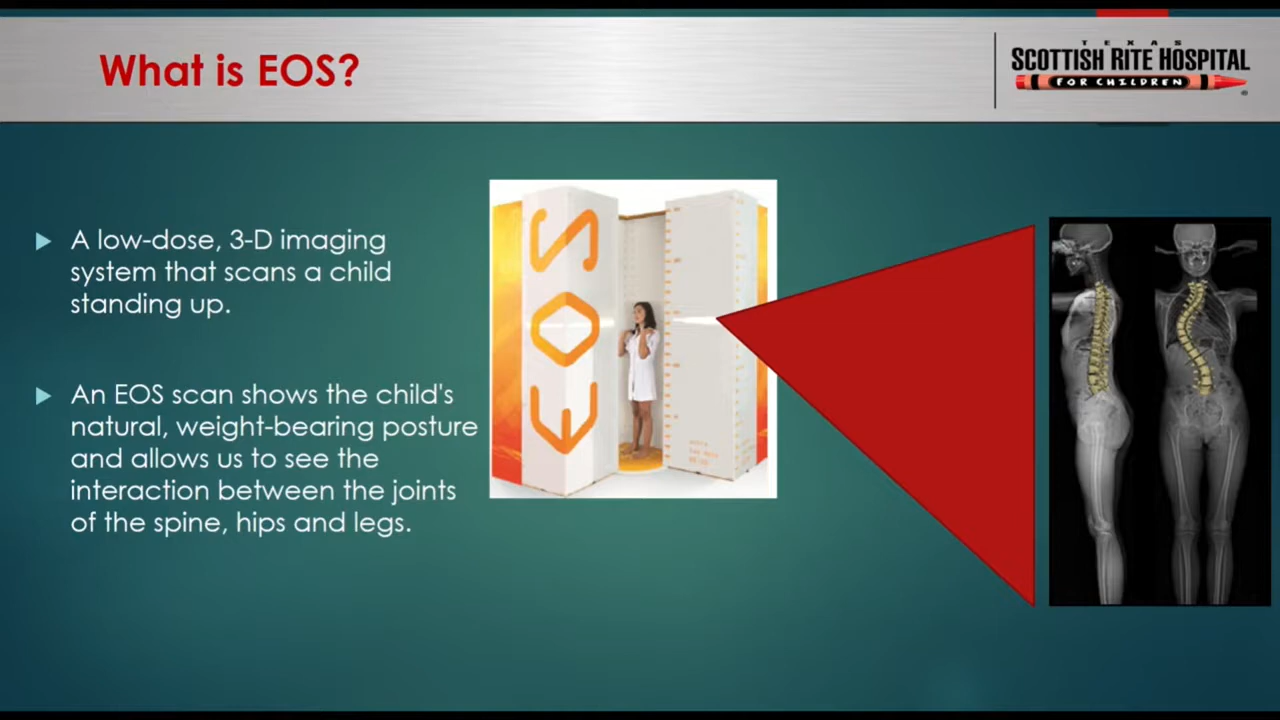 What is EOS?
TEXAS
SCOTTISH RITE HOSPITAL
FOR CHILDREN
®
A low-dose, 3-D imaging
system that scans a child
standing up.
EOS
An EOS scan shows the child's
natural, weight-bearing posture
and allows us to see the
interaction between the joints
of the spine, hips and legs.